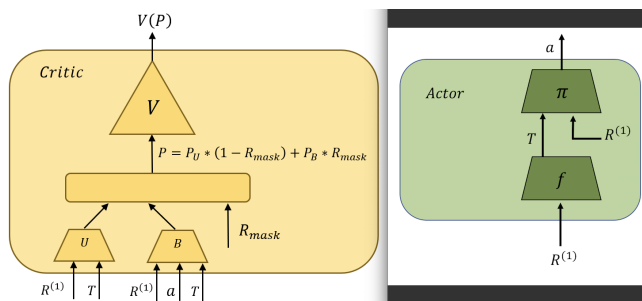 V(P)
Critic
V
P = P_U * (1 − R_mask) + P_B * R_mask
R_mask
U
B
R^(1)
T
R^(1)
a
T
a
Actor
π
T
R^(1)
f
R^(1)